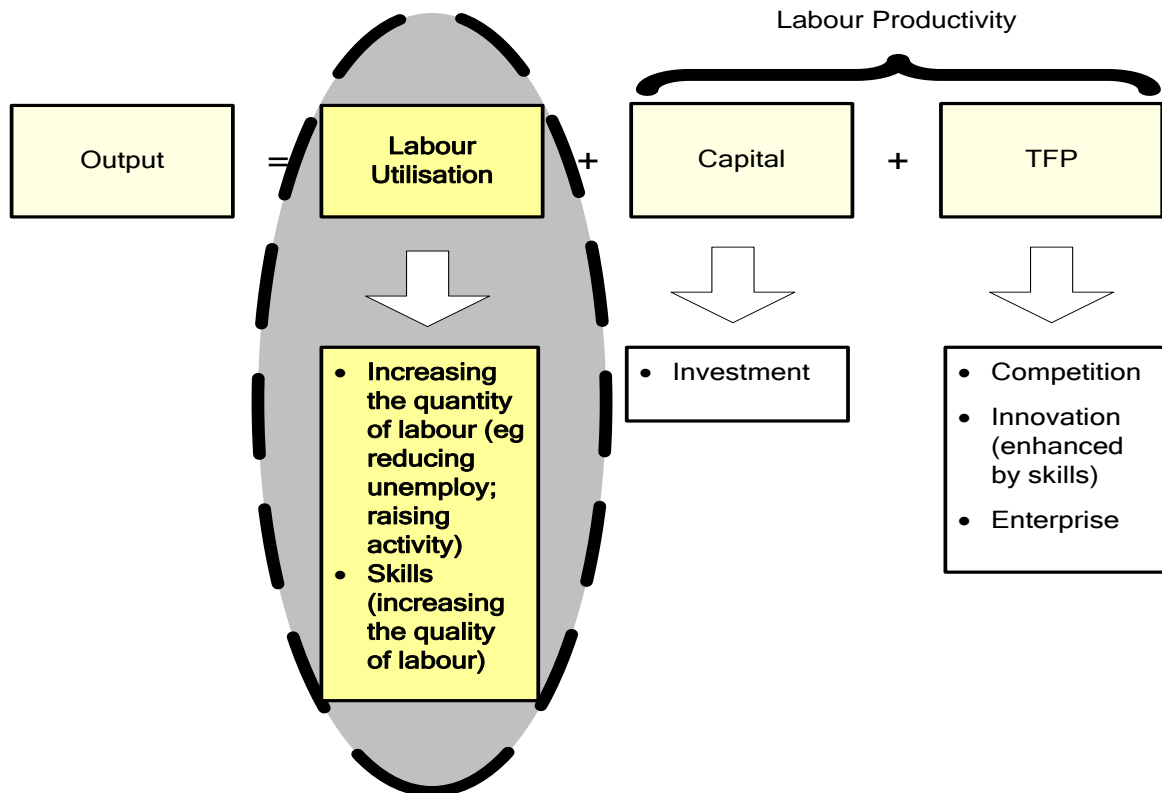 Labour Productivity
Output
=
Labour
Utilisation
+
Capital
+
TFP
• Increasing
the quantity
of labour (eg
reducing
unemploy;
raising
activity)
• Skills
(increasing
the quality
of labour)
• Investment
• Competition
• Innovation
(enhanced
by skills)
• Enterprise